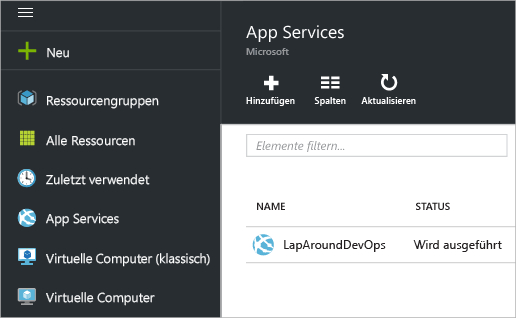 Neu
Ressourcengruppen
Alle Ressourcen
Zuletzt verwendet
App Services
Virtuelle Computer (klassisch)
Virtuelle Computer
App Services
Microsoft
Hinzufügen Spalten Aktualisieren
Elemente filtern...
NAME STATUS
LapAroundDevOps Wird ausgeführt